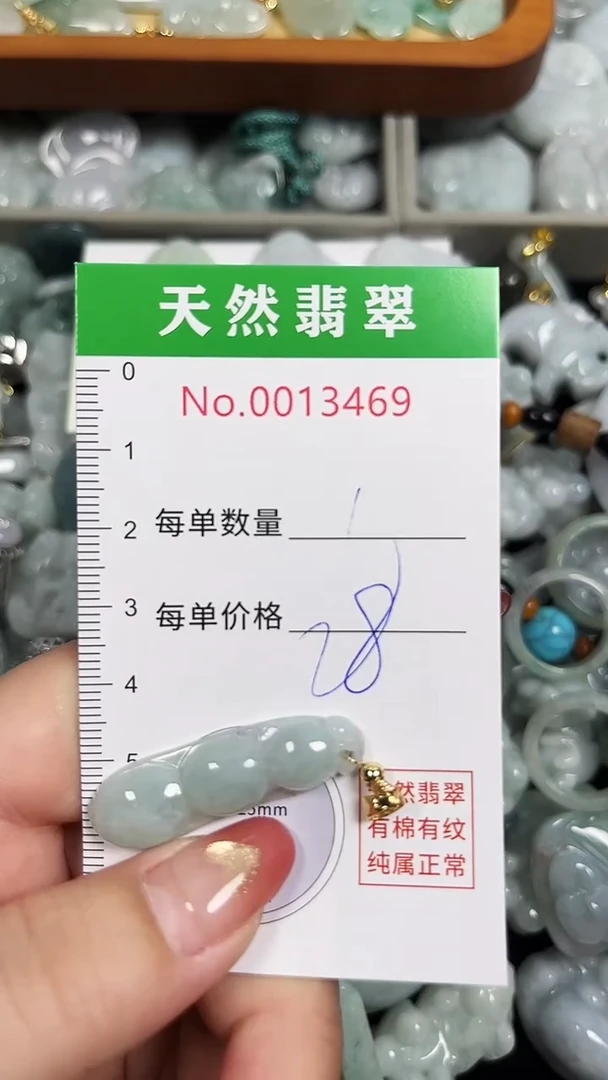 天然翡翠
No.0013469
0
1
每单数量 1
2
每单价格 28
3
4
5
25mm
然翡翠
有棉有纹
纯属正常